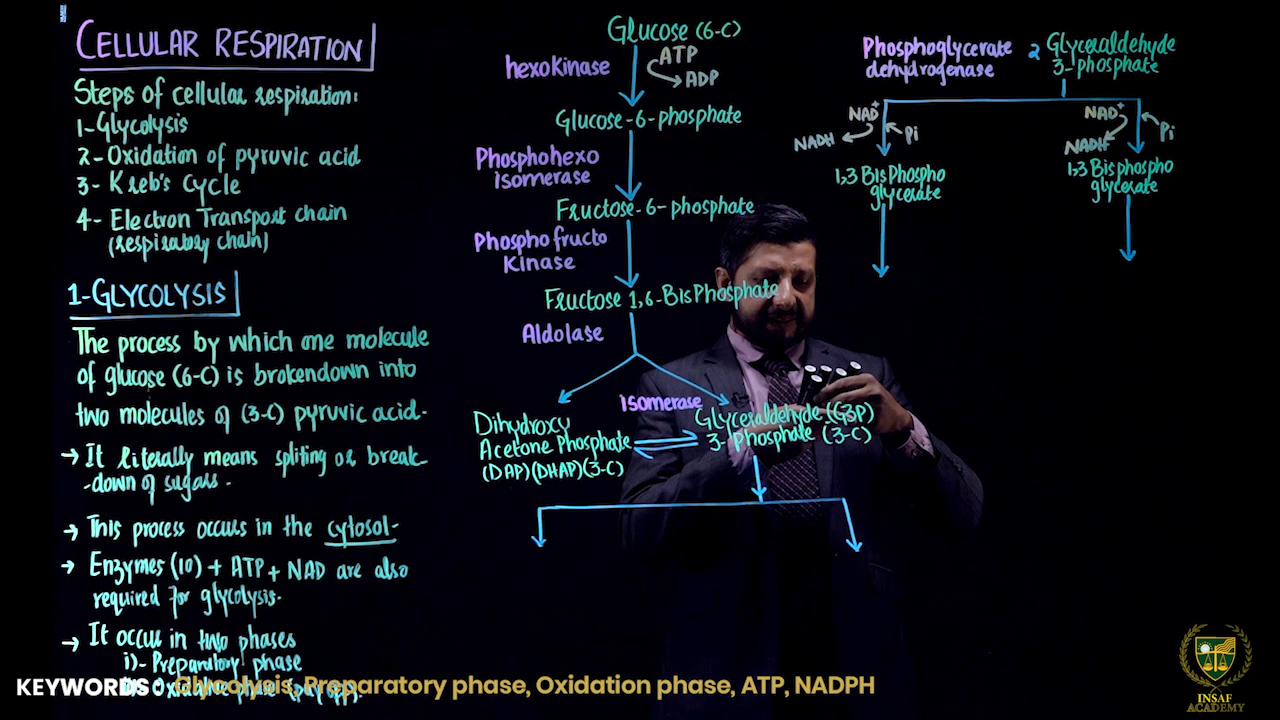 CELLULAR RESPIRATION
Steps of cellular respiration:
1-Glycolysis
2-Oxidation of pyruvic acid
3- Kreb's Cycle
4- Electron Transport chain
(respiratory chain)
1-GLYCOLYSIS
The process by which one molecule
of glucose (6-C) is brokendown into
two molecules of (3-C) pyruvic acid-
→ It literally means spliting or break
-down of sugars.
→ This process occurs in the cytosol-
→ Enzymes (10) + ATP + NAD are also
required for glycolysis.
→ It occur in two phases
i)- Preparatory phase
Glucose (6-C)
hexoKinase
ATP
ADP
Glucose-6-phosphate
Phosphohexo
isomerase
Fructose-6-phosphate
Phosphofructo
Kinase
Fructose 1,6-BisPhosphate
Aldolase
isomerase
Dihydroxy
Acetone Phosphate
(DAP)(DHAP)(3-C)
Glyceraldehyde (G3P)
3-Phosphate (3-C)
Phosphoglycerate
dehydrogenase
2 Glyceraldehyde
3-phosphate
NAD+
NADH
Pi
1,3 BisPhospho
glycerate
NAD+
NADH
Pi
1,3 Bisphospho
glycerate
KEYWORDS: Glycolysis, Preparatory phase, Oxidation phase, ATP, NADPH
INSAF
ACADEMY